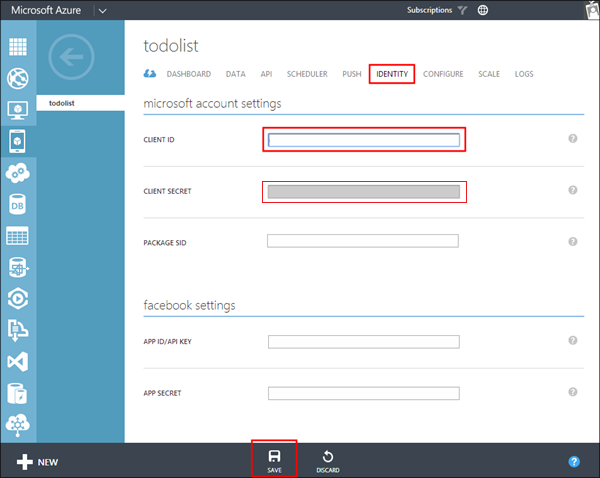 Microsoft Azure
Subscriptions
todolist
todolist
DASHBOARD DATA API SCHEDULER PUSH IDENTITY CONFIGURE SCALE LOGS
microsoft account settings
CLIENT ID
?
CLIENT SECRET
?
PACKAGE SID
?
DB
facebook settings
APP ID/API KEY
?
APP SECRET
?
NEW
SAVE
DISCARD
?